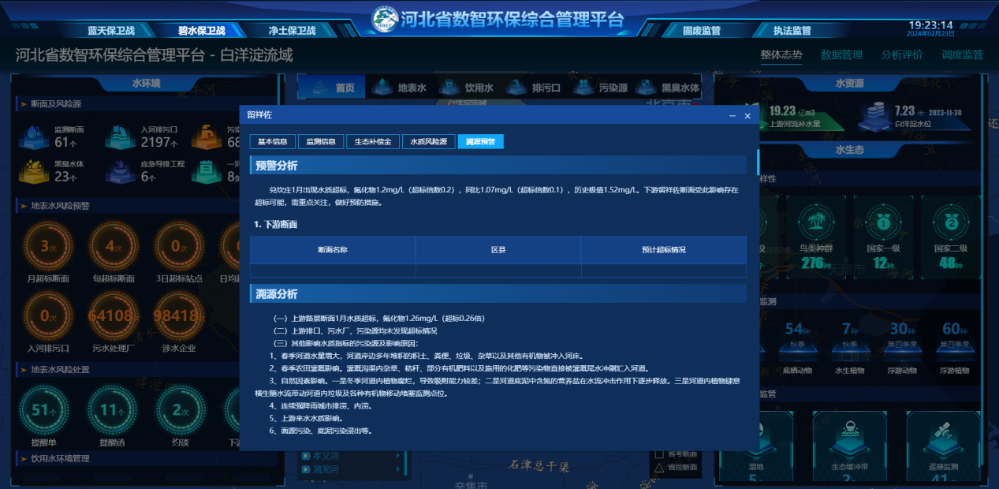 河北省数智环保综合管理平台
HBEE
蓝天保卫战
碧水保卫战
净土保卫战
固废监管
执法监管
19:23:14
2024年02月23日
河北省数智环保综合管理平台 - 白洋淀流域
整体态势
数据管理
分析评价
调度监管
水环境
断面及风险源
监测断面
61个
入河排污口
2197个
污染
68
黑臭水体
23个
应急导排工程
6个
一河
8
地表水风险预警
3次
4次
0次
月超标断面
旬超标断面
3日超标站点
日均超
0次
64108
98418
入河排污口
污水处理厂
涉水企业
地表水风险处置
51个
11个
2次
提醒单
提醒函
约谈
下
饮用水环境管理
首页
地表水
饮用水
排污口
污染源
黑臭水体
白洋淀流域
北京市
留祥佐
基本信息
监测信息
生态补偿金
水质风险源
溯源预警
预警分析
兑坎庄1月出现水质超标，氟化物1.2mg/L（超标倍数0.2），同比1.07mg/L（超标倍数0.1），历史极值1.52mg/L。下游留祥佐断面受此影响存在
超标可能，需重点关注，做好预防措施。
1. 下游断面
断面名称
区县
预计超标情况
溯源分析
（一）上游路景断面1月水质超标，氟化物1.26mg/L（超标0.26倍）
（二）上游排口、污水厂、污染源均未发现超标情况
（三）其他影响水质指标的污染源及影响原因：
1、春季河道水量增大，河道岸边多年堆积的积土、粪便、垃圾、杂草以及其他有机物被冲入河床。
2、春季农田灌溉影响。灌溉沟渠内杂草、秸秆、部分有机肥料以及施用的化肥等污染物直接被灌溉尾水冲刷汇入河道。
3、自然因素影响。一是冬季河道内植物腐烂，导致吸附能力较差；二是河道底泥中含氮的营养盐在水流冲击作用下逐步释放。三是河道内植物肆意
横生随水流带动河道内垃圾及各种有机物移动堵塞监测点位。
4、连续强降雨城市排涝、内涝。
5、上游来水水质影响。
6、面源污染、底泥污染浸出等。
孝义河
潴龙河
石津总干渠
辛集市
省考断面
省控断面
水资源
19.23 亿m3
上游河流补水量
7.23 米 2023-11-30
白洋淀水位
水生态
样性
鸟类种群
276种
国家一级
12种
国家二级
48种
天津市
监测
54种
秋季
底栖动物
7种
秋季
水生植物
30种
第四季度
浮游动物
60种
第四季度
浮游植物
监管
湿地
5
生态缓冲带
2
遥感监测
41